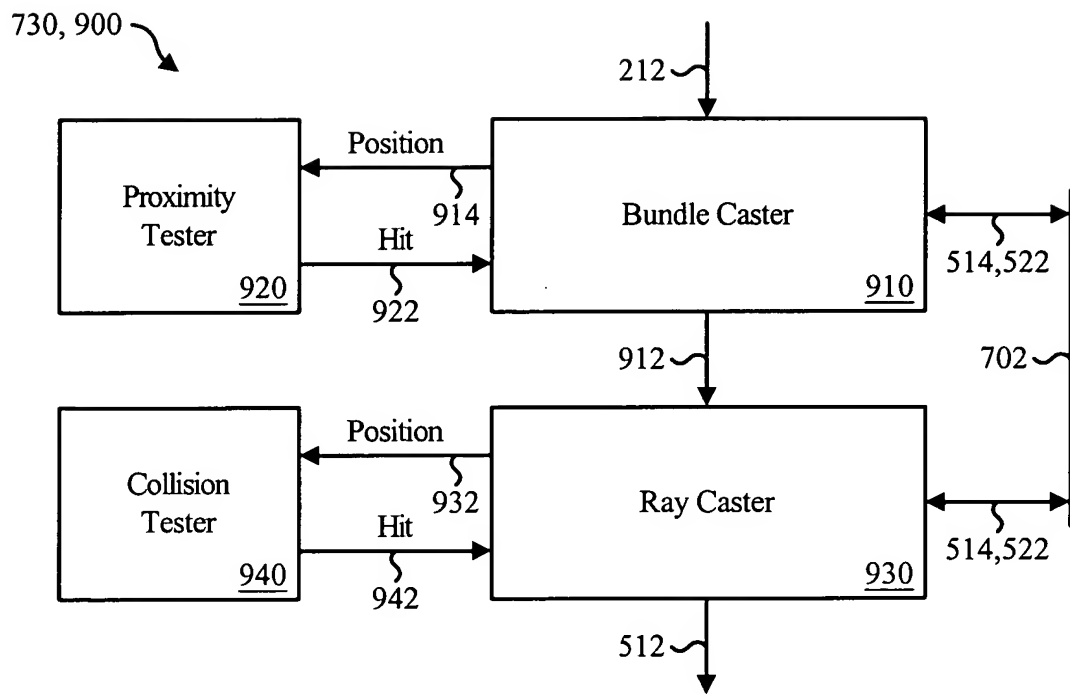 730, 900
212
Position
914
Proximity
Tester
Hit
922
920
Bundle Caster
910
514,522
912
702
Position
932
Collision
Tester
Hit
942
940
Ray Caster
930
514,522
512